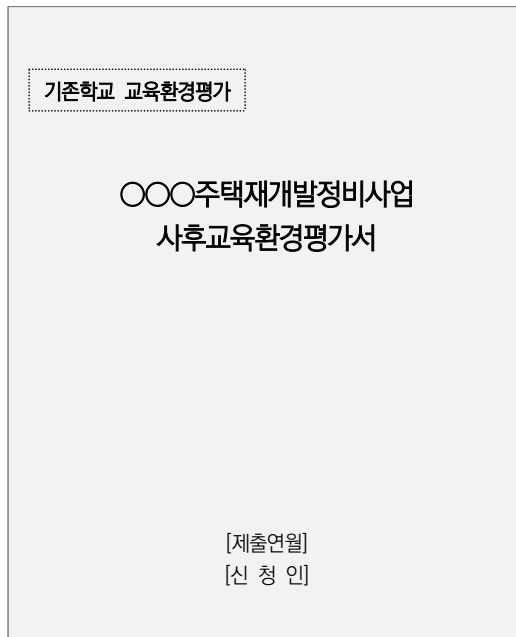 기존학교 교육환경평가
○○○주택재개발정비사업
사후교육환경평가서
[제출연월]
[신 청 인]